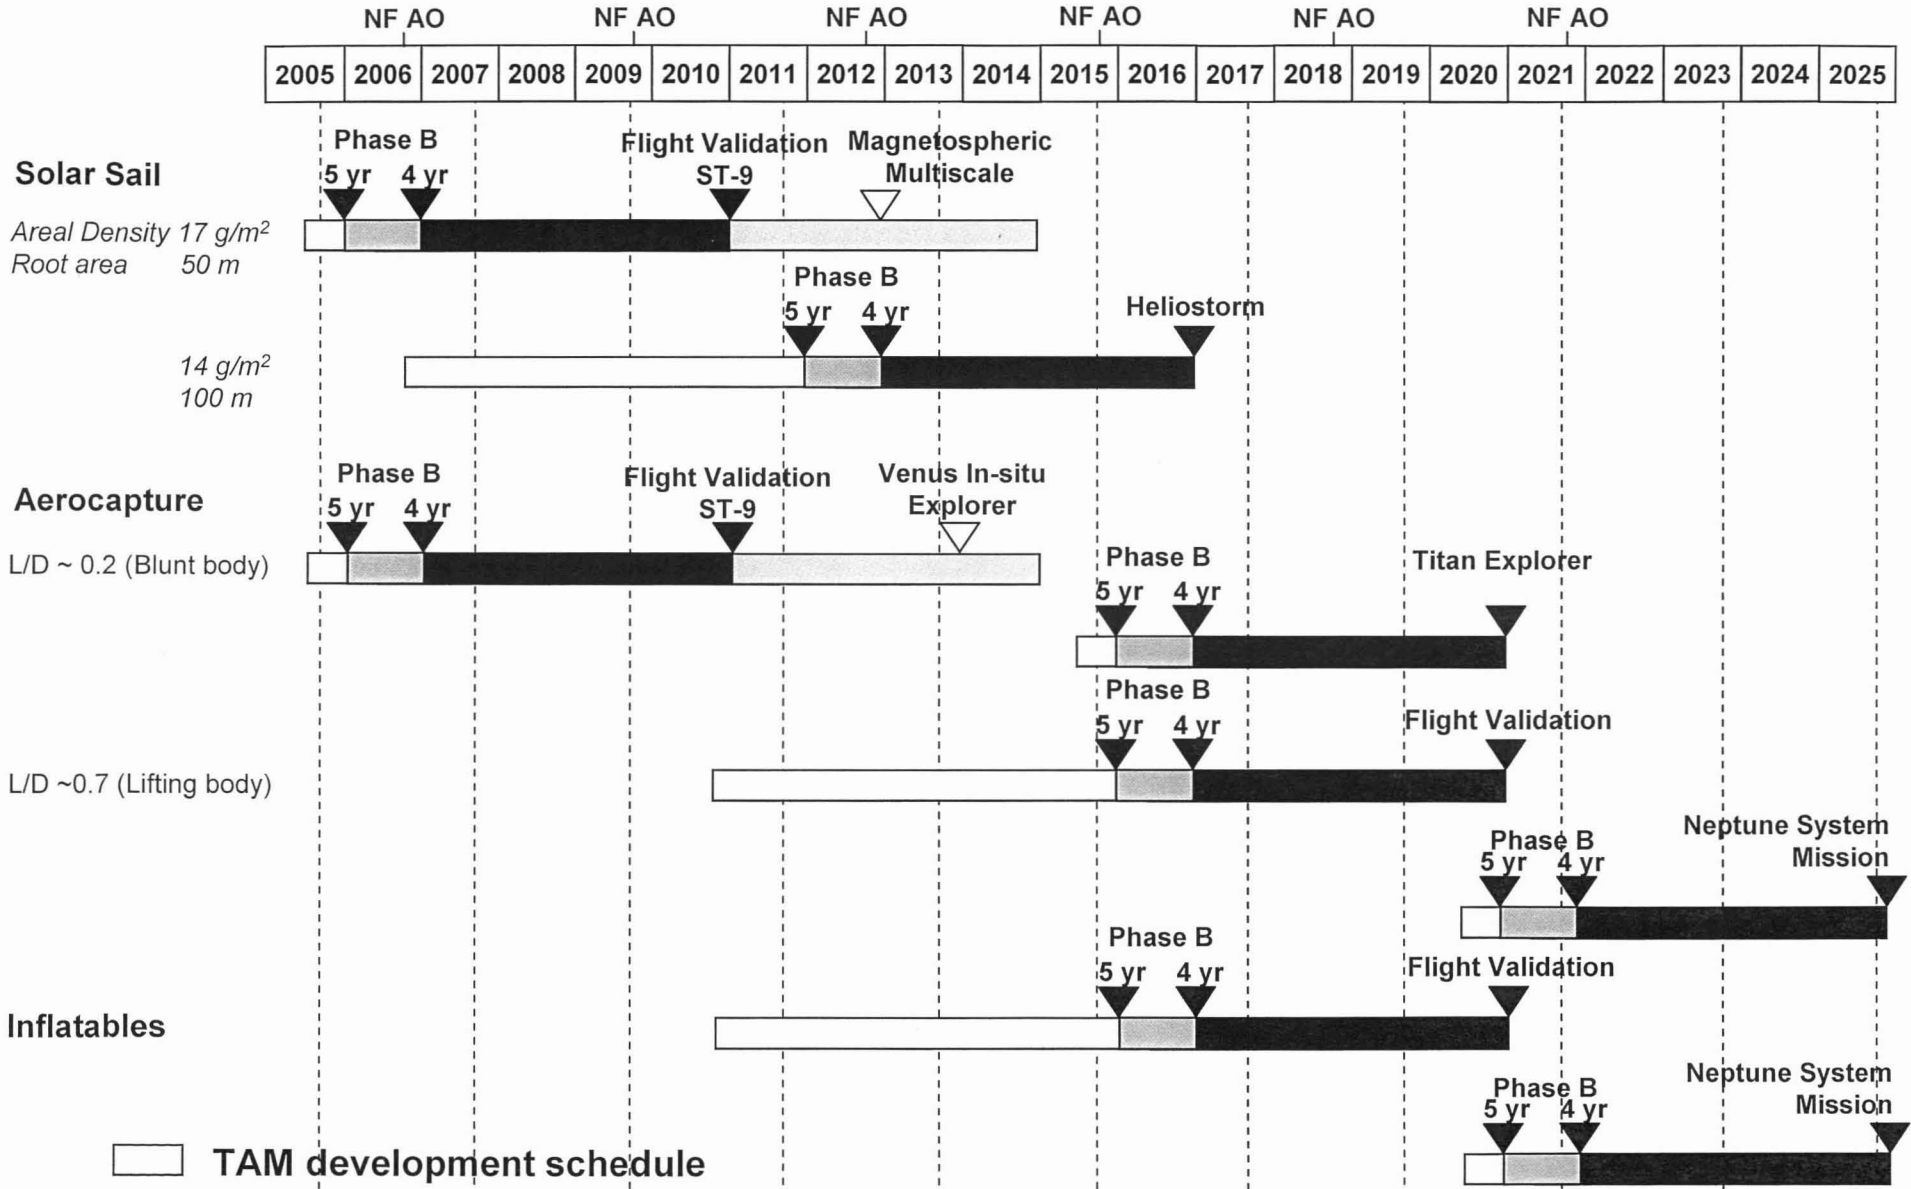 NF AO NF AO NF AO NF AO NF AO NF AO
2005 2006 2007 2008 2009 2010 2011 2012 2013 2014 2015 2016 2017 2018 2019 2020 2021 2022 2023 2024 2025
Solar Sail
Phase B
5 yr 4 yr
Flight Validation
ST-9
Magnetospheric
Multiscale
Areal Density 17 g/m²
Root area 50 m
Phase B
5 yr 4 yr
Heliostorm
14 g/m²
100 m
Aerocapture
Phase B
5 yr 4 yr
Flight Validation
ST-9
Venus In-situ
Explorer
L/D ~ 0.2 (Blunt body)
Phase B
5 yr 4 yr
Titan Explorer
Phase B
5 yr 4 yr
Flight Validation
L/D ~0.7 (Lifting body)
Phase B
5 yr 4 yr
Neptune System
Mission
Inflatables
Phase B
5 yr 4 yr
Flight Validation
Phase B
5 yr 4 yr
Neptune System
Mission
TAM development schedule